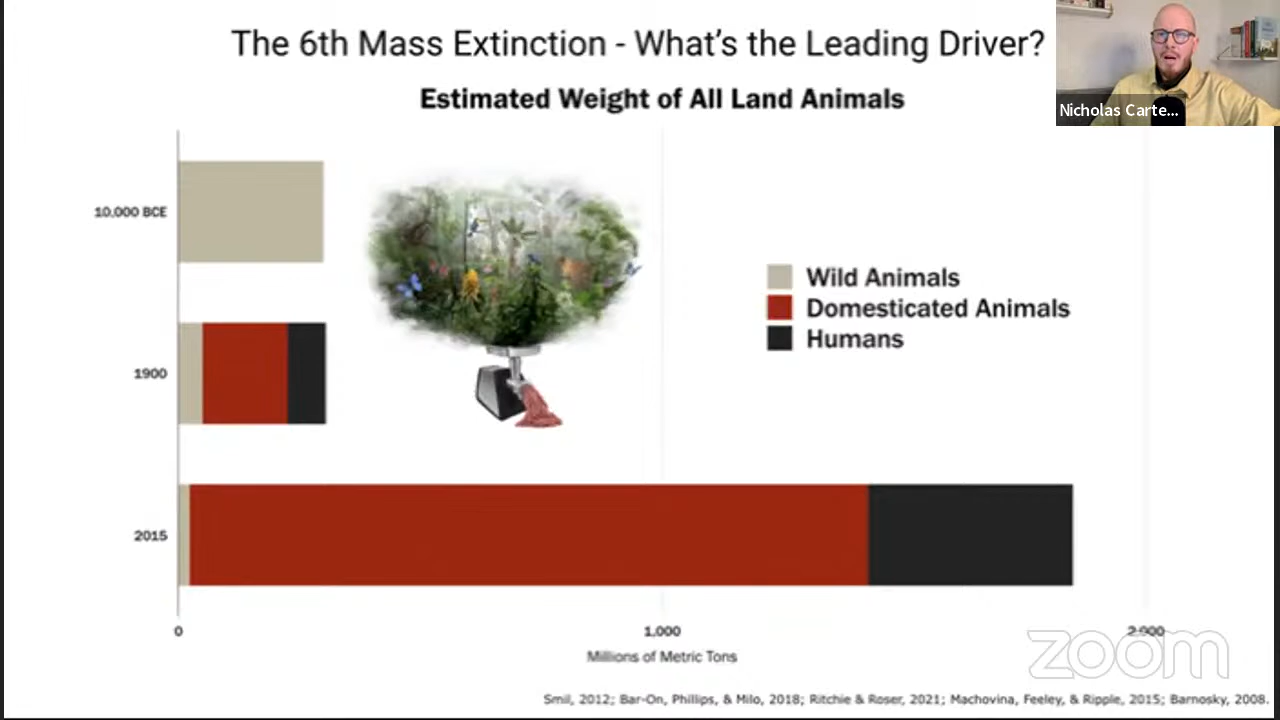 The 6th Mass Extinction - What's the Leading Driver?
Nicholas Carte...
Estimated Weight of All Land Animals
10,000 BCE
1900
2015
Wild Animals
Domesticated Animals
Humans
0 1,000 2,000
Millions of Metric Tons
zoom
Smil, 2012; Bar-On, Phillips, & Milo, 2018; Ritchie & Roser, 2021; Machovina, Feeley, & Ripple, 2015; Barnosky, 2008.